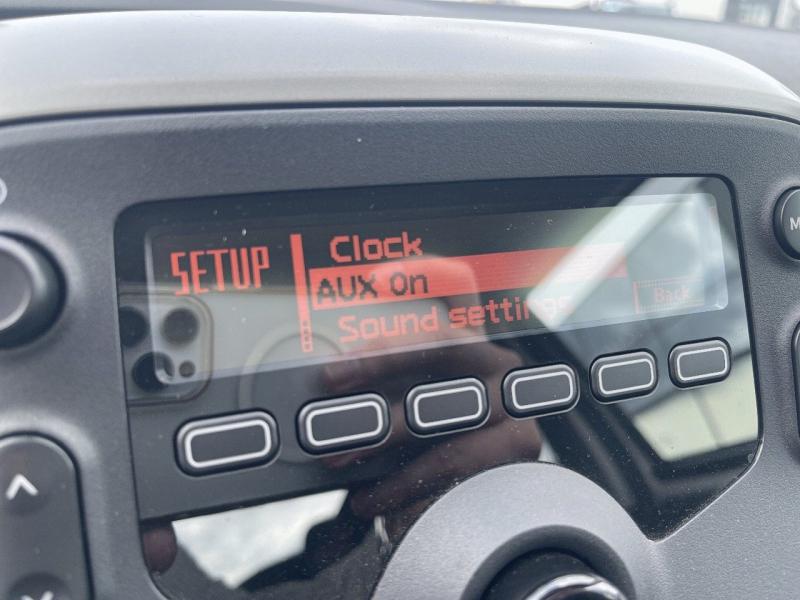 SETUP
Clock
AUX On
Sound settings
Back
M